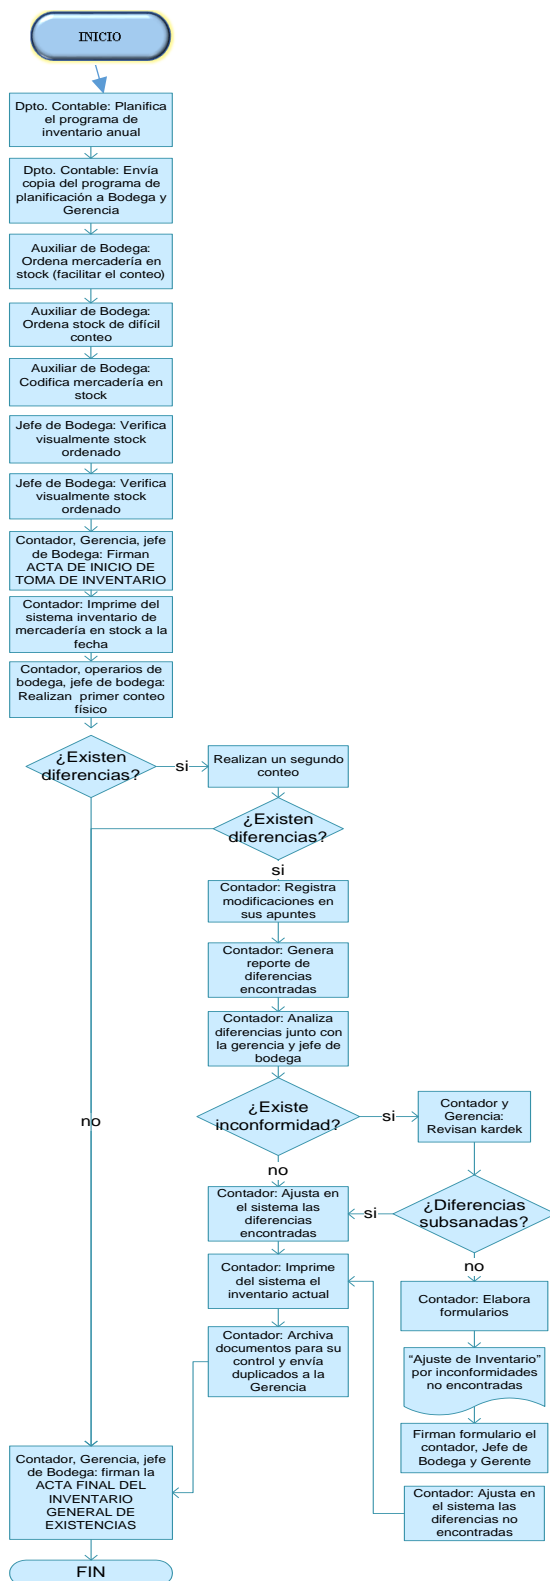 INICIO
Dpto. Contable: Planifica
el programa de
inventario anual
Dpto. Contable: Envía
copia del programa de
planificación a Bodega y
Gerencia
Auxiliar de Bodega:
Ordena mercadería en
stock (facilitar el conteo)
Auxiliar de Bodega:
Ordena stock de difícil
conteo
Auxiliar de Bodega:
Codifica mercadería en
stock
Jefe de Bodega: Verifica
visualmente stock
ordenado
Jefe de Bodega: Verifica
visualmente stock
ordenado
Contador, Gerencia, jefe
de Bodega: Firman
ACTA DE INICIO DE
TOMA DE INVENTARIO
Contador: Imprime del
sistema inventario de
mercadería en stock a la
fecha
Contador, operarios de
bodega, jefe de bodega:
Realizan primer conteo
físico
¿Existen
diferencias?
si
Realizan un segundo
conteo
¿Existen
diferencias?
si
Contador: Registra
modificaciones en
sus apuntes
Contador: Genera
reporte de
diferencias
encontradas
Contador: Analiza
diferencias junto con
la gerencia y jefe de
bodega
¿Existe
inconformidad?
si
Contador y
Gerencia:
Revisan kardek
no
no
Contador: Ajusta en
el sistema las
diferencias
encontradas
si
¿Diferencias
subsanadas?
no
Contador: Imprime
del sistema el
inventario actual
Contador: Elabora
formularios
Contador: Archiva
documentos para su
control y envía
duplicados a la
Gerencia
“Ajuste de Inventario”
por inconformidades
no encontradas
Firman formulario el
contador, Jefe de
Bodega y Gerente
Contador: Ajusta en
el sistema las
diferencias no
encontradas
Contador, Gerencia, jefe
de Bodega: firman la
ACTA FINAL DEL
INVENTARIO
GENERAL DE
EXISTENCIAS
FIN